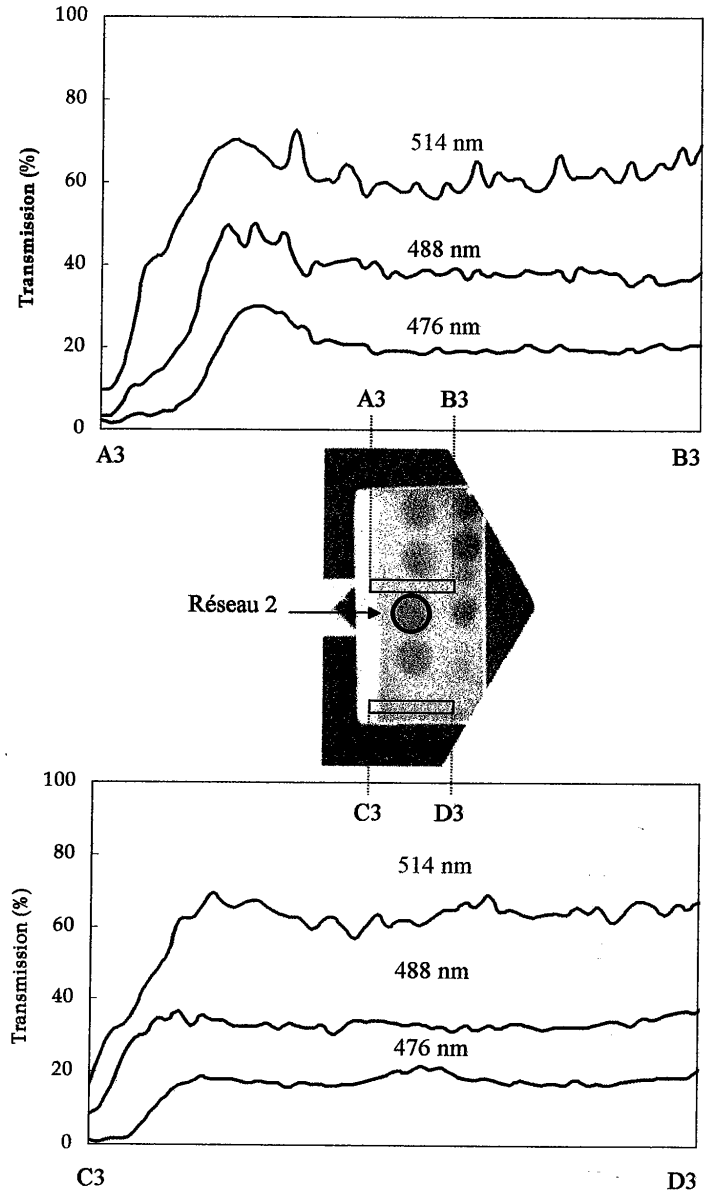 100
80
60
40
20
0
Transmission (%)
514 nm
488 nm
476 nm
A3
B3
A3
B3
Réseau 2
C3
D3
100
80
60
40
20
0
Transmission (%)
514 nm
488 nm
476 nm
C3
D3